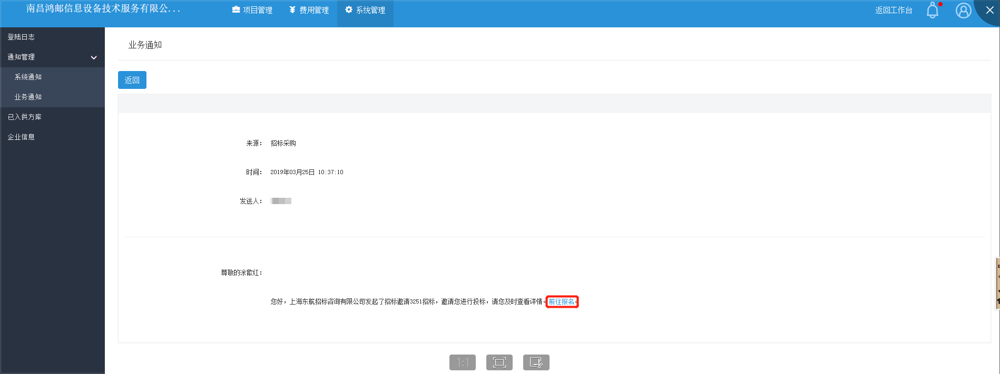 南昌鸿邮信息设备技术服务有限公...
项目管理
费用管理
系统管理
返回工作台
登陆日志
通知管理
系统通知
业务通知
已入供方库
企业信息
业务通知
返回
来源： 招标采购
时间： 2019年03月25日 10:37:10
发送人：
尊敬的涂歆红：
您好，上海东航招标咨询有限公司发起了招标邀请3251招标，邀请您进行投标，请您及时查看详情。前往报名。
1:1